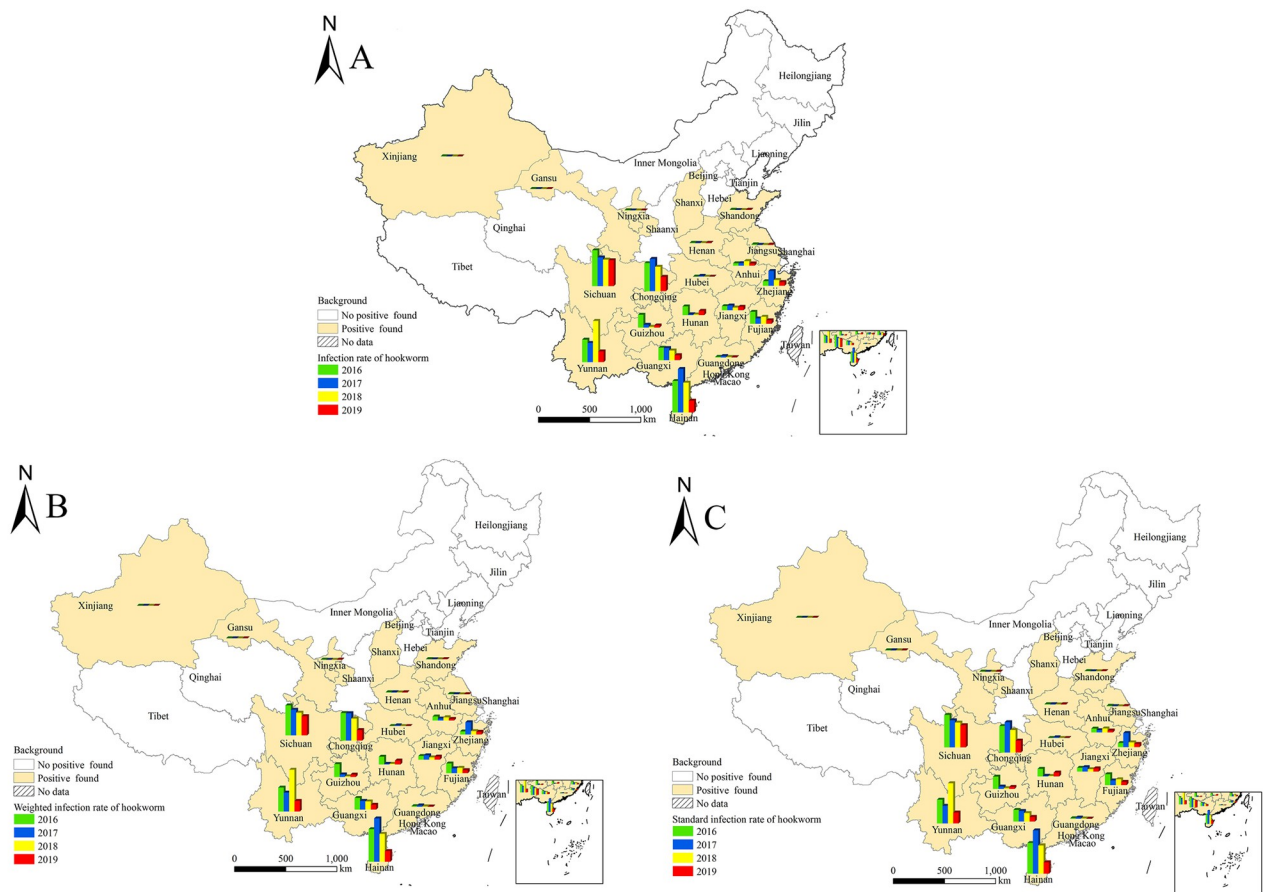 N
A
Heilongjiang
Jilin
Liaoning
Inner Mongolia
Beijing
Tianjin
Hebei
Xinjiang
Gansu
Shanxi
Ningxia
Shaanxi
Shandong
Qinghai
Henan
Jiangsu
Shanghai
Tibet
Anhui
Hubei
Zhejiang
Sichuan
Chongqing
Hunan
Jiangxi
Fujian
Guizhou
Taiwan
Yunnan
Guangxi
Guangdong
Hong Kong
Macao
Hainan
Background
No positive found
Positive found
No data
Infection rate of hookworm
2016
2017
2018
2019
0 500 1,000
km
N
B
Heilongjiang
Jilin
Liaoning
Inner Mongolia
Beijing
Tianjin
Hebei
Xinjiang
Gansu
Shanxi
Ningxia
Shaanxi
Shandong
Qinghai
Henan
Jiangsu
Shanghai
Tibet
Anhui
Hubei
Zhejiang
Sichuan
Chongqing
Jiangxi
Hunan
Fujian
Guizhou
Taiwan
Yunnan
Guangxi
Guangdong
Hong Kong
Macao
Hainan
Background
No positive found
Positive found
No data
Weighted infection rate of hookworm
2016
2017
2018
2019
0 500 1,000
km
N
C
Heilongjiang
Jilin
Liaoning
Inner Mongolia
Beijing
Tianjin
Hebei
Xinjiang
Gansu
Shanxi
Ningxia
Shaanxi
Shandong
Qinghai
Henan
Jiangsu
Shanghai
Tibet
Anhui
Hubei
Zhejiang
Sichuan
Chongqing
Jiangxi
Hunan
Fujian
Guizhou
Taiwan
Yunnan
Guangxi
Guangdong
Hong Kong
Macao
Hainan
Background
No positive found
Positive found
No data
Standard infection rate of hookworm
2016
2017
2018
2019
0 500 1,000
km